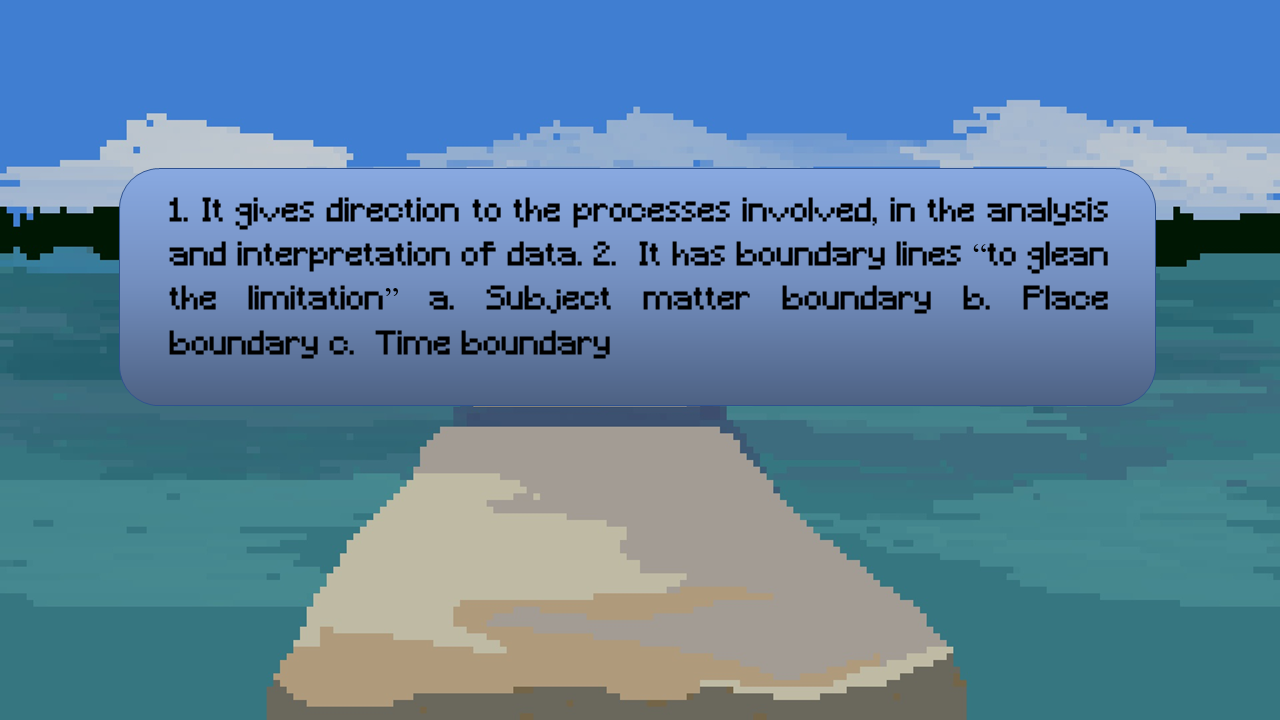 1. It gives direction to the processes involved, in the analysis
and interpretation of data. 2. It has boundary lines “to glean
the limitation” a. Subject matter boundary b. Place
boundary c. Time boundary